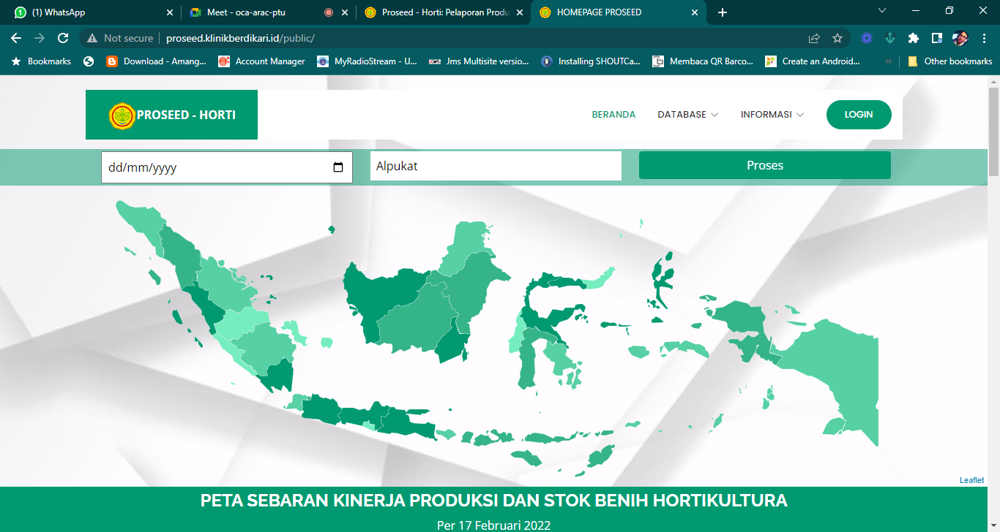 (1) WhatsApp
Meet - oca-arac-ptu
Proseed - Horti: Pelaporan Produ
HOMEPAGE PROSEED
Not secure
proseed.klinikberdikari.id/public/
Bookmarks
Download - Amang...
Account Manager
MyRadioStream - U...
Jms Multisite versio...
Installing SHOUTCa...
Membaca QR Barco...
Create an Android...
»
Other bookmarks
PROSEED - HORTI
BERANDA
DATABASE
INFORMASI
LOGIN
dd/mm/yyyy
Alpukat
Proses
Leaflet
PETA SEBARAN KINERJA PRODUKSI DAN STOK BENIH HORTIKULTURA
Per 17 Februari 2022